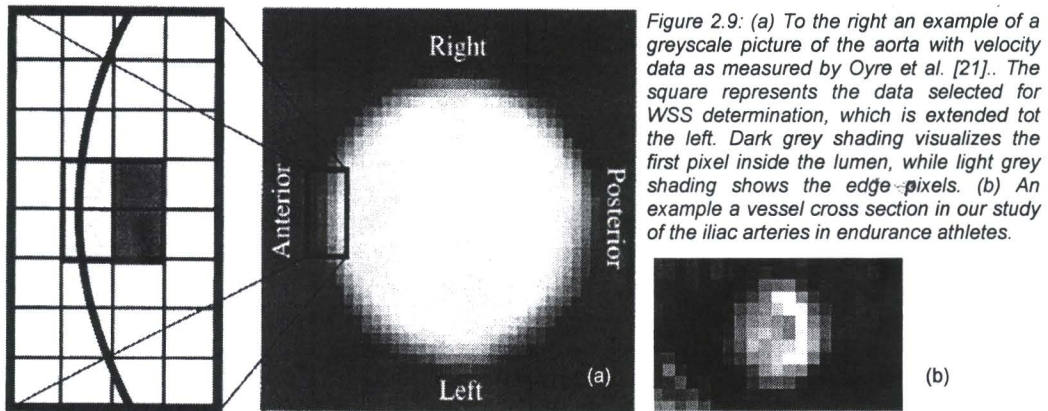 Right
Anterior
Posterior
Left
(a)
Figure 2.9: (a) To the right an example of a
greyscale picture of the aorta with velocity
data as measured by Oyre et al. [21].. The
square represents the data selected for
WSS determination, which is extended tot
the left. Dark grey shading visualizes the
first pixel inside the lumen, while light grey
shading shows the edge pixels. (b) An
example a vessel cross section in our study
of the iliac arteries in endurance athletes.
(b)